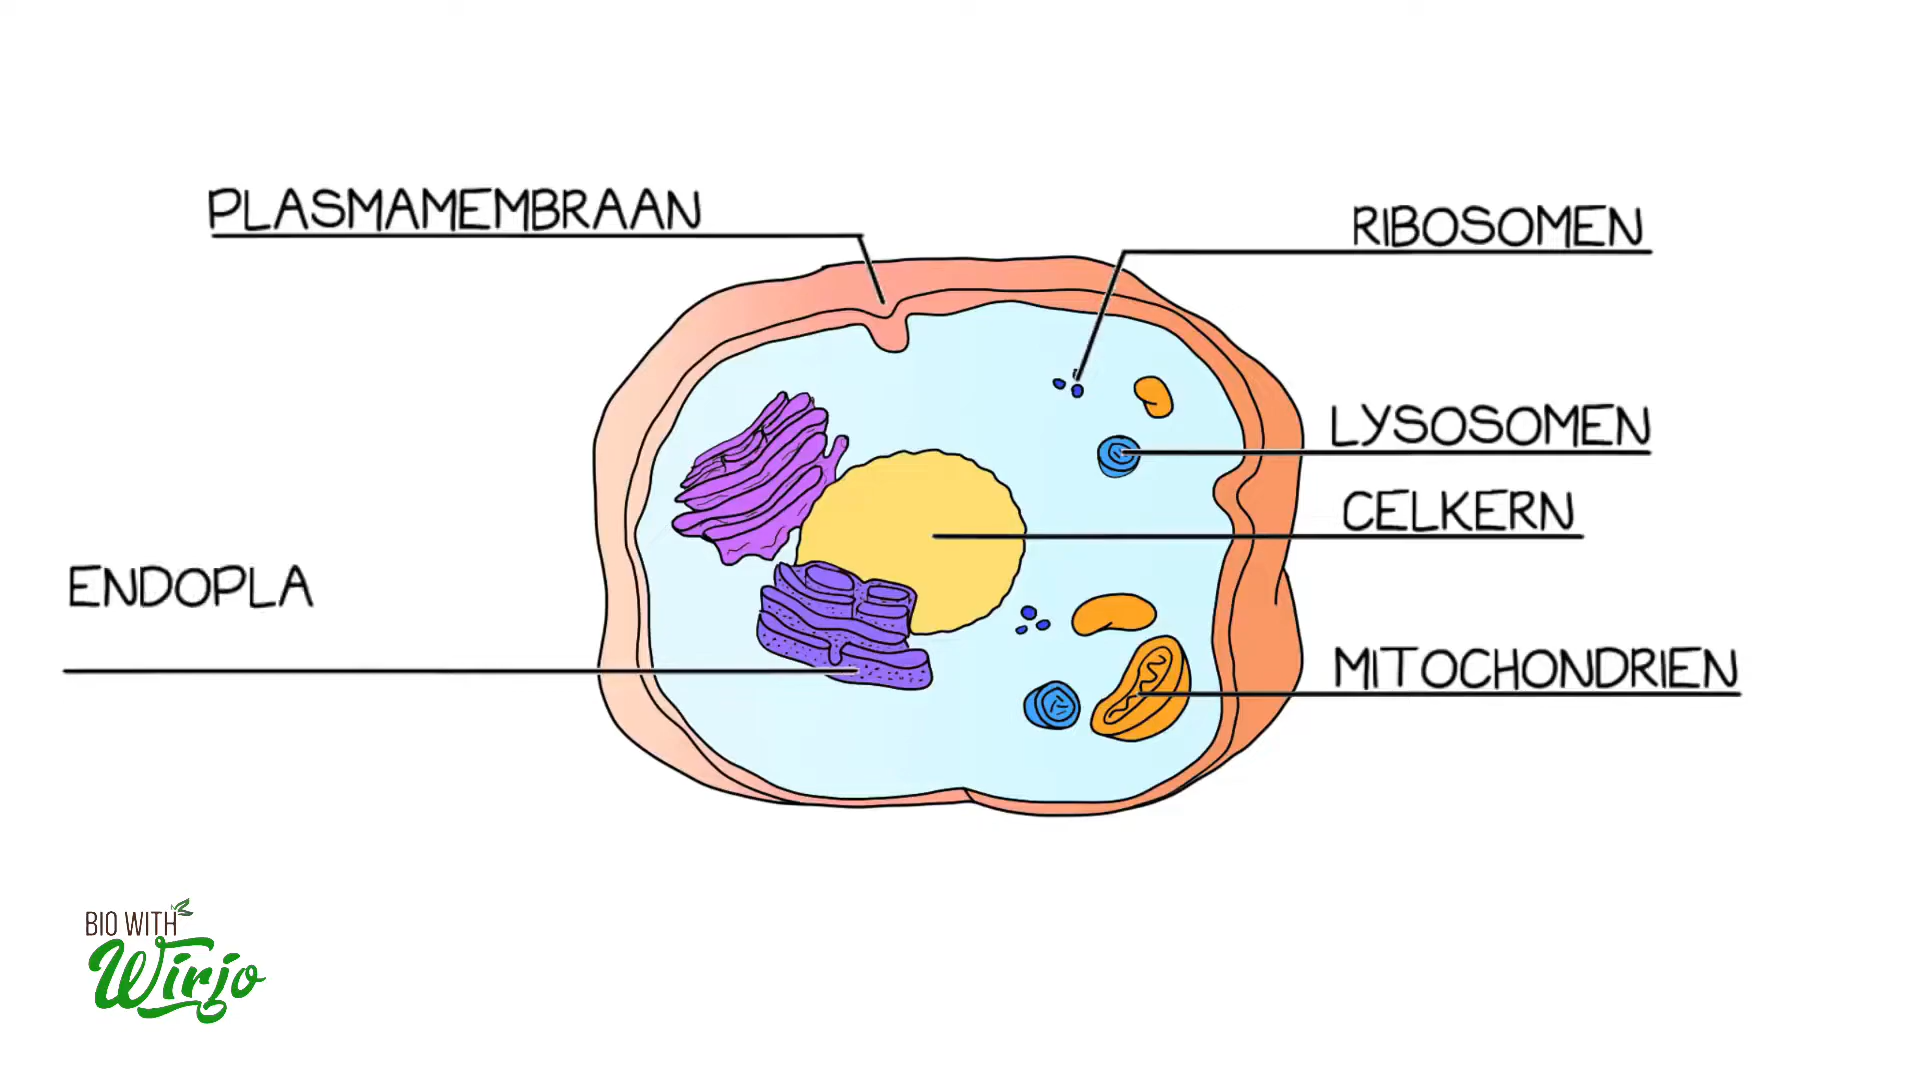 PLASMAMEMBRAAN
RIBOSOMEN
LYSOSOMEN
CELKERN
ENDOPLA
MITOCHONDRIEN
BIO WITH
Wirjo